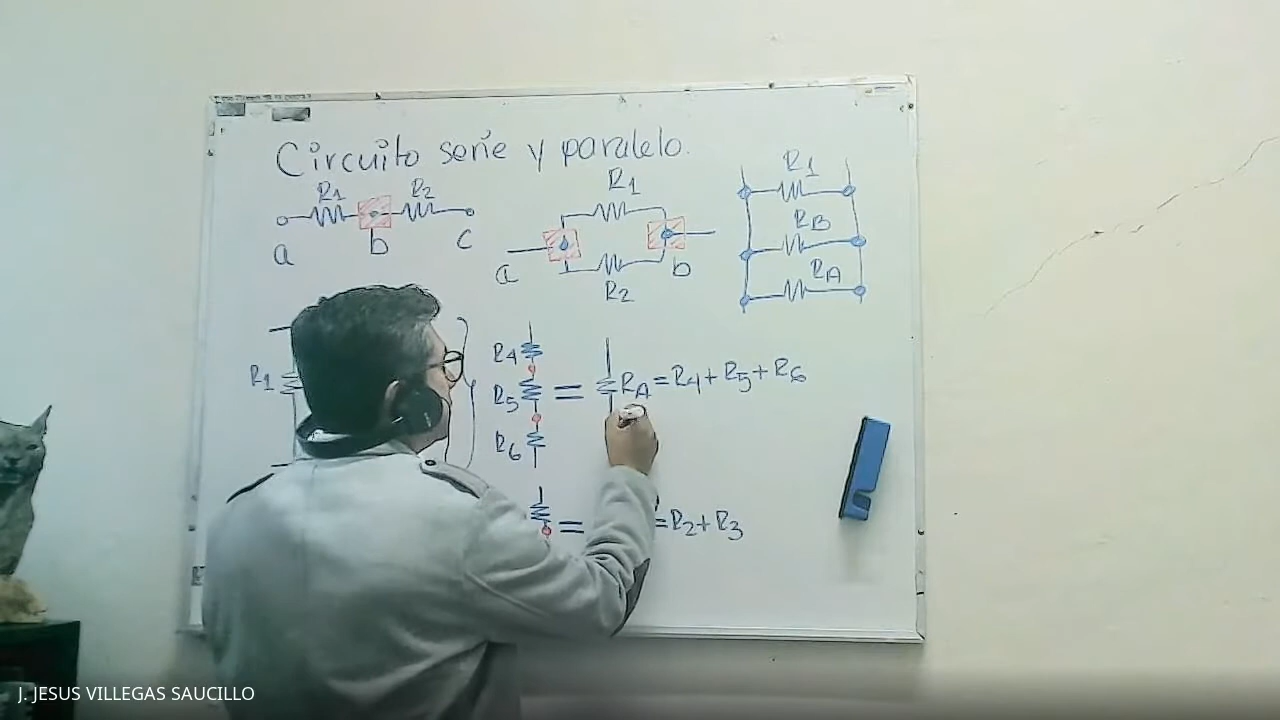 Circuito serie y paralelo.
R1 R2
a b c
R1
a b
R2
R1
RB
RA
R1
R4
R5 = RA = R4 + R5 + R6
R6
= = R2 + R3
J. JESUS VILLEGAS SAUCILLO